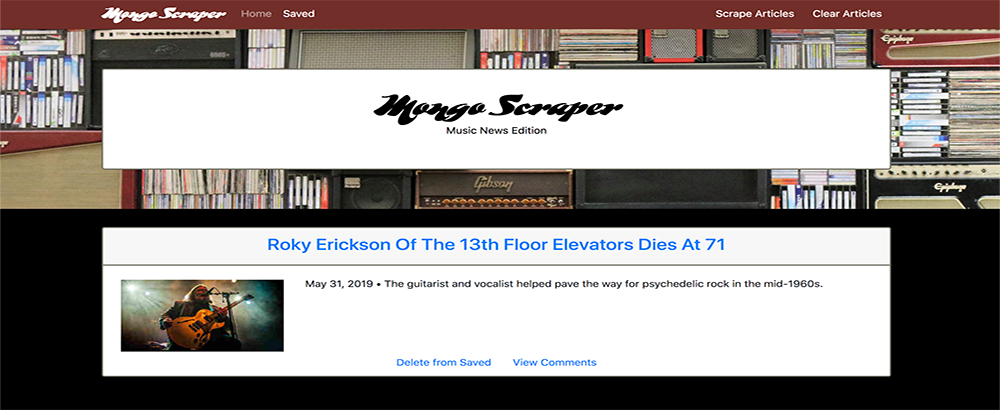 Mongo Scraper Home Saved Scrape Articles Clear Articles
Epiphone
Mongo Scraper
Music News Edition
Gibson
Epiphone
Roky Erickson Of The 13th Floor Elevators Dies At 71
May 31, 2019 • The guitarist and vocalist helped pave the way for psychedelic rock in the mid-1960s.
Delete from Saved View Comments